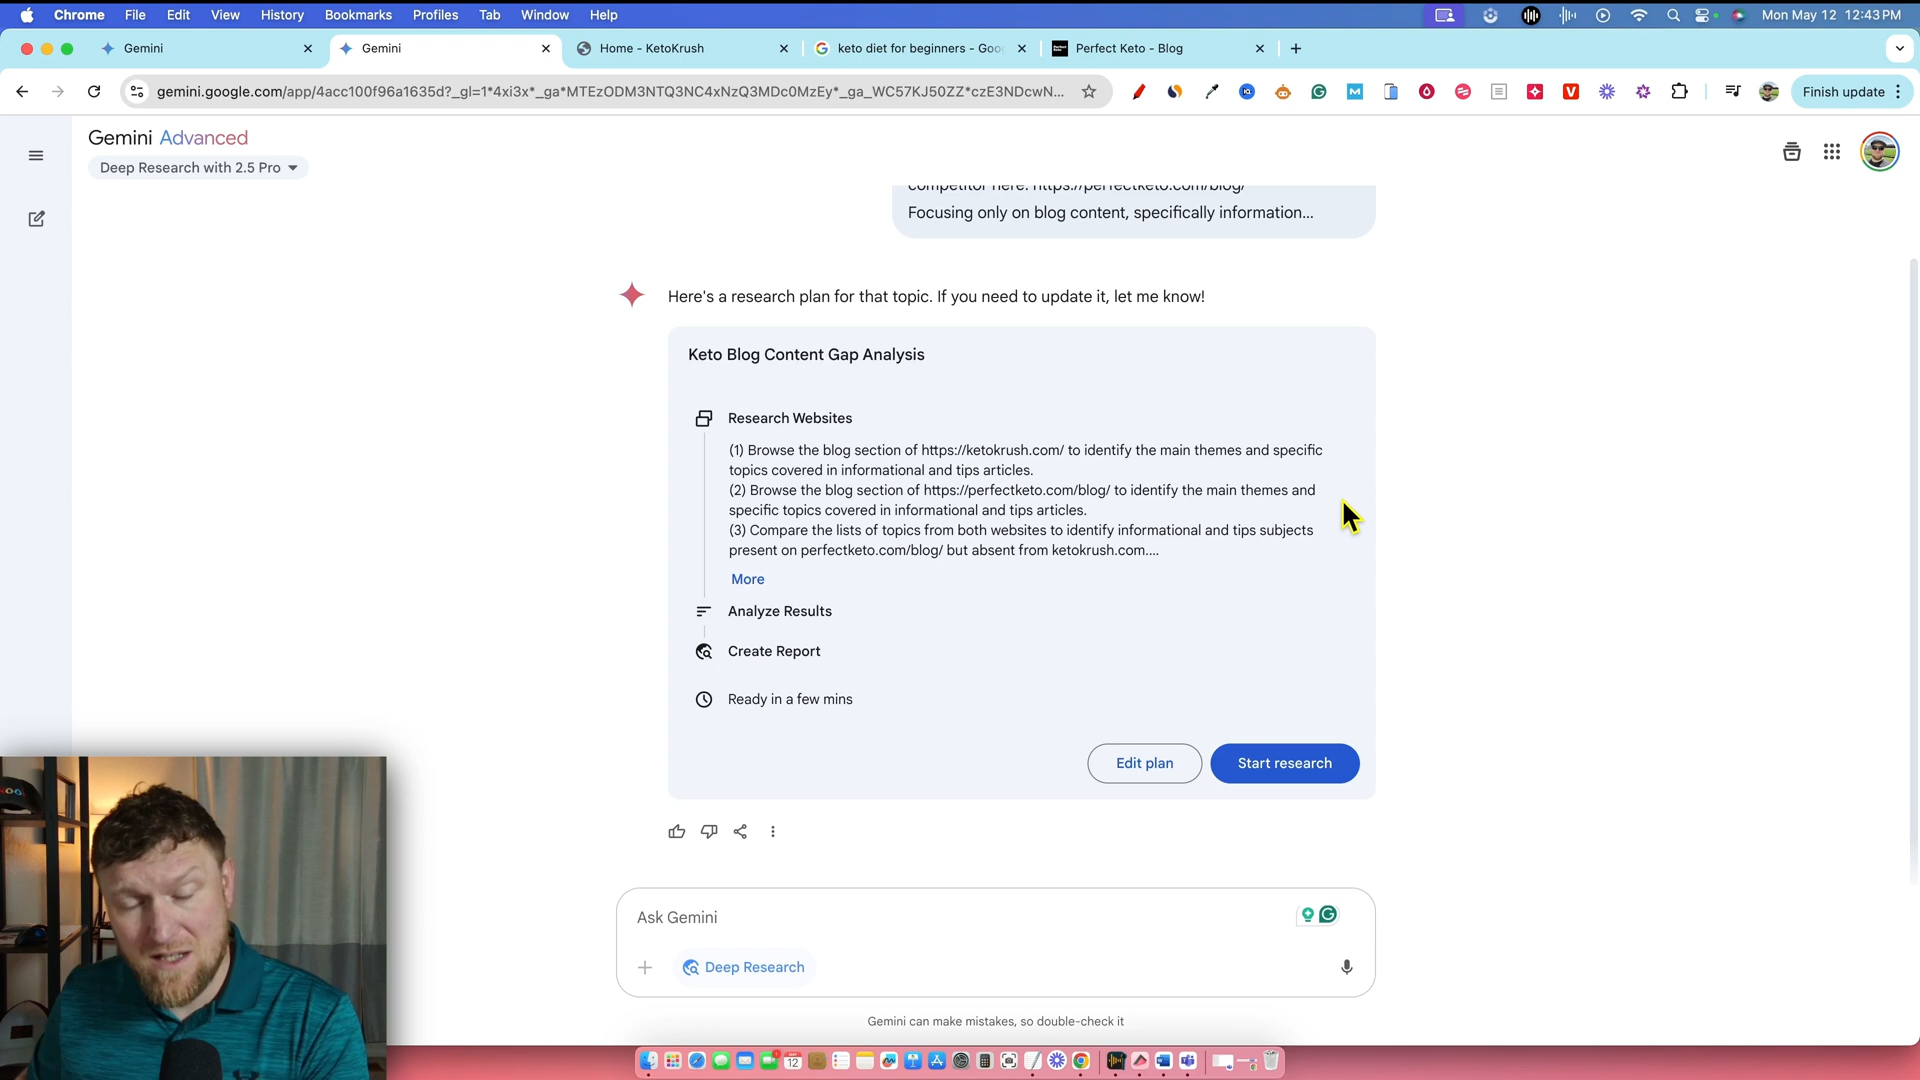 Chrome File Edit View History Bookmarks Profiles Tab Window Help Mon May 12 12:43 PM
Gemini
Gemini
Home - KetoKrush
keto diet for beginners - Goo
Perfect Keto - Blog
gemini.google.com/app/4acc100f96a1635d?_gl=1*4xi3x*_ga*MTEzODM3NTQ3NC4xNzQ3MDc0MzEy*_ga_WC57KJ50ZZ*czE3NDcwN...
Finish update
Gemini Advanced
Deep Research with 2.5 Pro
competitor here: https://perfectketo.com/blog/
Focusing only on blog content, specifically information...
Here's a research plan for that topic. If you need to update it, let me know!
Keto Blog Content Gap Analysis
Research Websites
(1) Browse the blog section of https://ketokrush.com/ to identify the main themes and specific
topics covered in informational and tips articles.
(2) Browse the blog section of https://perfectketo.com/blog/ to identify the main themes and
specific topics covered in informational and tips articles.
(3) Compare the lists of topics from both websites to identify informational and tips subjects
present on perfectketo.com/blog/ but absent from ketokrush.com....
More
Analyze Results
Create Report
Ready in a few mins
Edit plan
Start research
Ask Gemini
Deep Research
Gemini can make mistakes, so double-check it